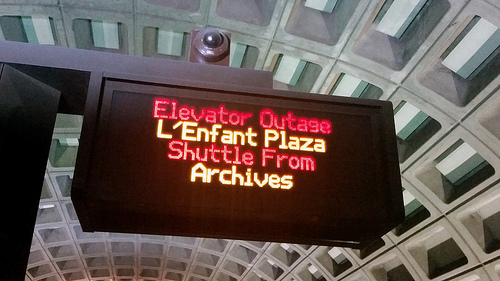 Elevator Outage
L'Enfant Plaza
Shuttle From
Archives